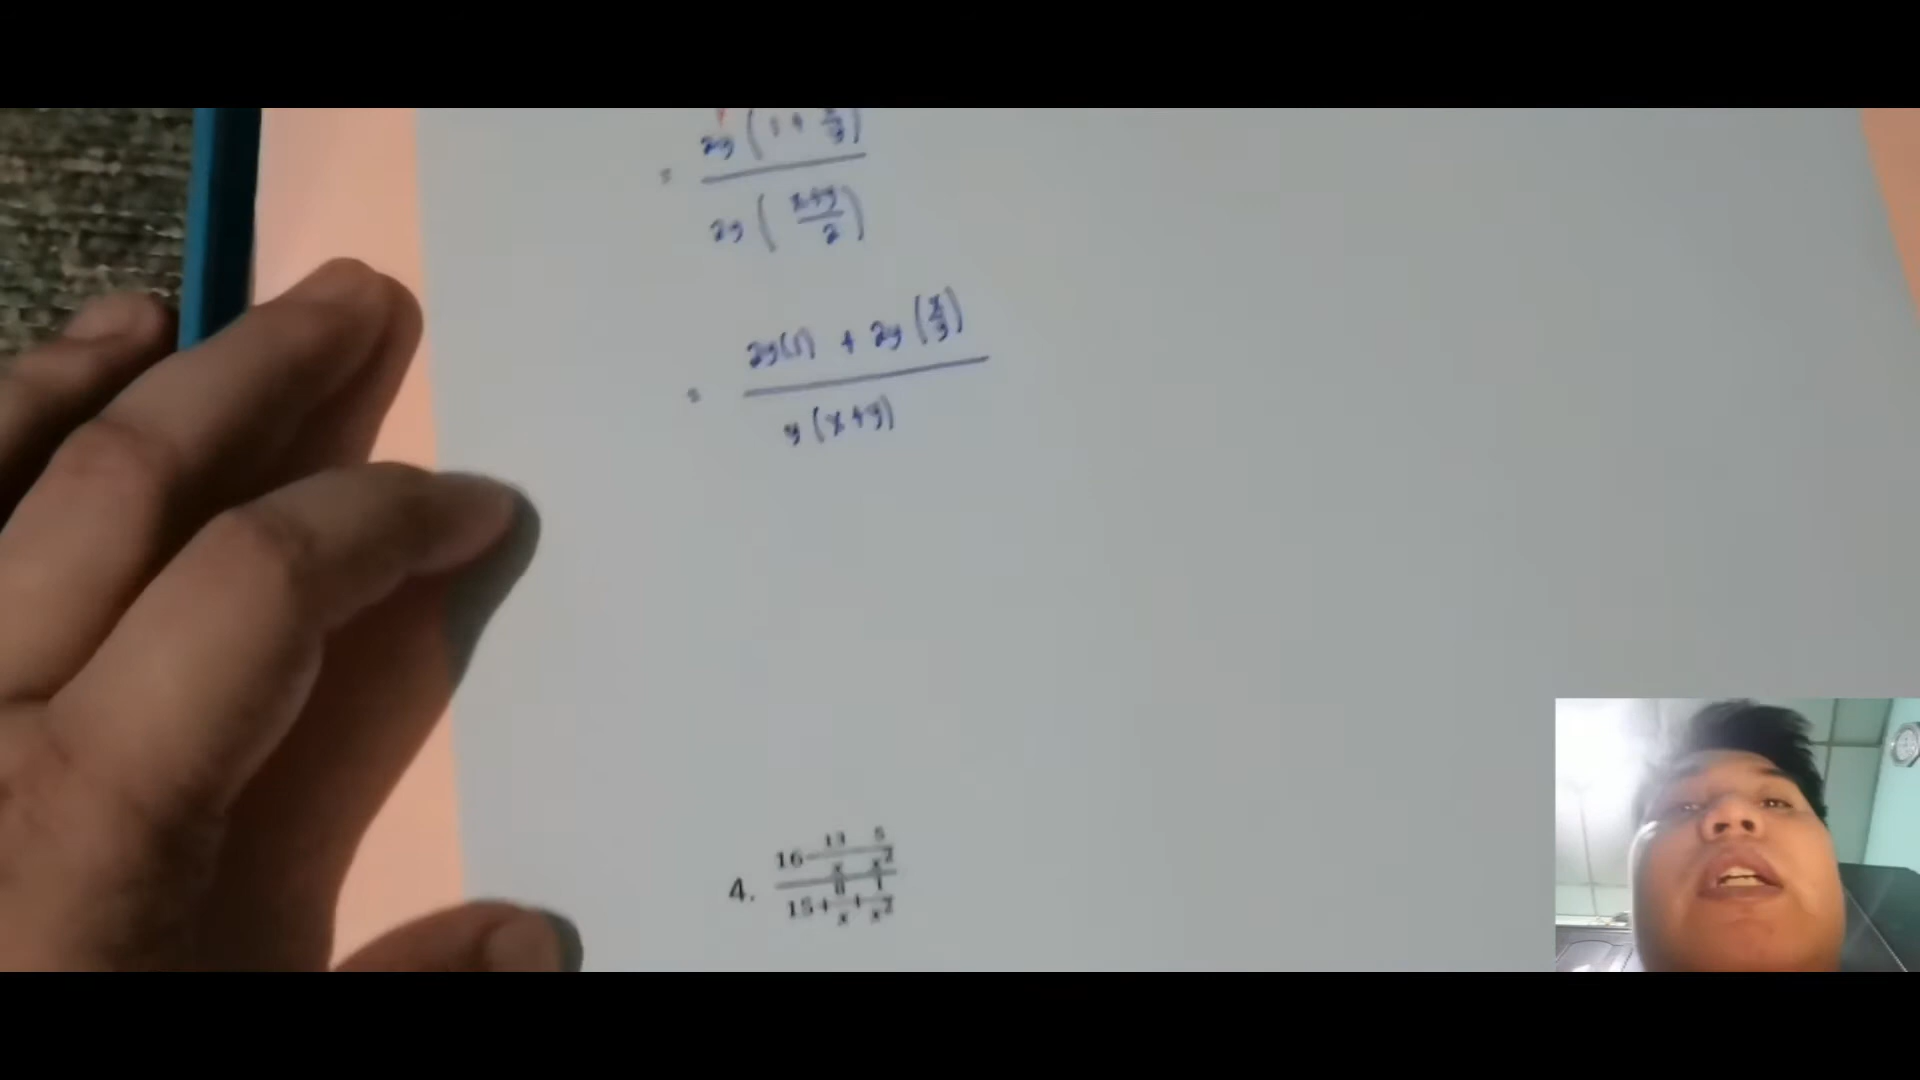 = 2y(1 + x/y) / 2y(x+y/2)
= 2y(1) + 2y(x/y) / y(x+y)
4. 16 - 13/x - 5/x² / 15 + 8/x + 1/x²